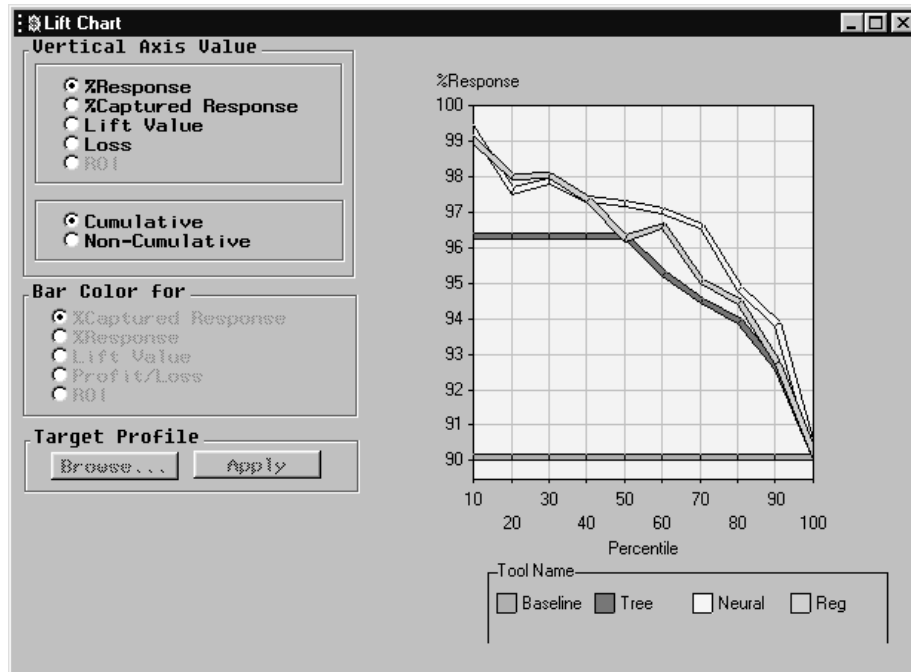 Lift Chart
Vertical Axis Value
%Response
%Captured Response
Lift Value
Loss
ROI
Cumulative
Non-Cumulative
Bar Color for
%Captured Response
%Response
Lift Value
Profit/Loss
ROI
Target Profile
Browse... Apply
%Response
100
99
98
97
96
95
94
93
92
91
90
10 30 50 70 90
20 40 60 80 100
Percentile
Tool Name
Baseline Tree Neural Reg